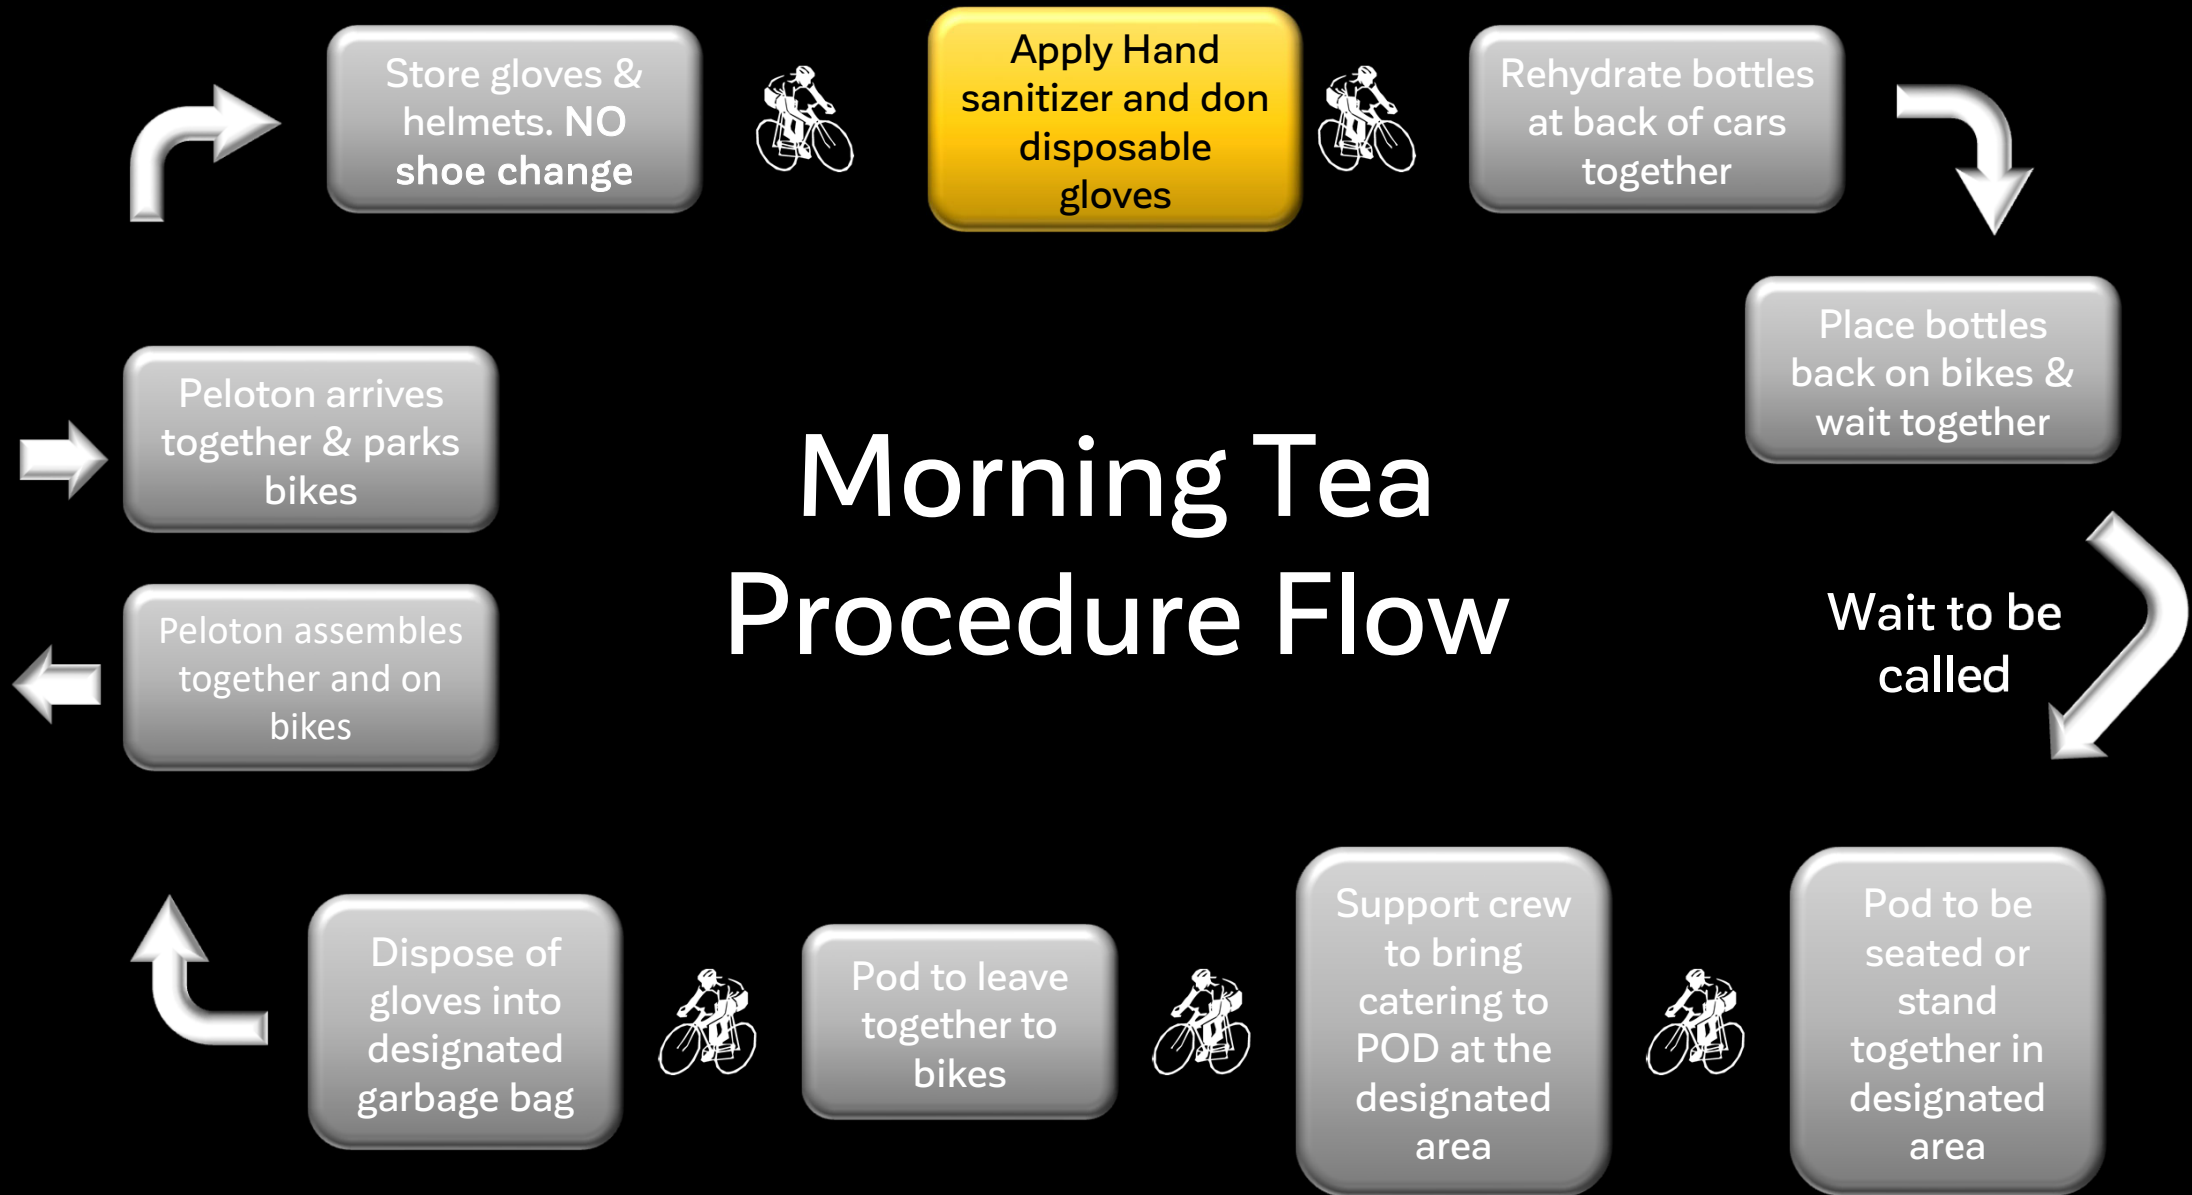 Store gloves &
helmets. NO
shoe change
Apply Hand
sanitizer and don
disposable
gloves
Rehydrate bottles
at back of cars
together
Place bottles
back on bikes &
wait together
Peloton arrives
together & parks
bikes
Morning Tea
Procedure Flow
Peloton assembles
together and on
bikes
Wait to be
called
Dispose of
gloves into
designated
garbage bag
Pod to leave
together to
bikes
Support crew
to bring
catering to
POD at the
designated
area
Pod to be
seated or
stand
together in
designated
area